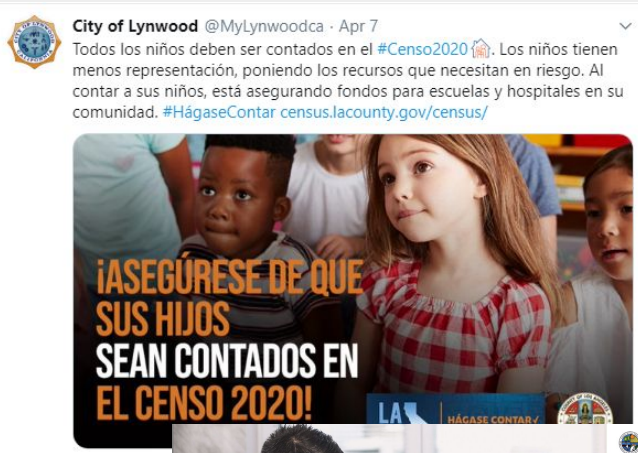 City of Lynwood @MyLynwoodca · Apr 7
Todos los niños deben ser contados en el #Censo2020. Los niños tienen
menos representación, poniendo los recursos que necesitan en riesgo. Al
contar a sus niños, está asegurando fondos para escuelas y hospitales en su
comunidad. #HágaseContar census.lacounty.gov/census/
¡ASEGÚRESE DE QUE
SUS HIJOS
SEAN CONTADOS EN
EL CENSO 2020!
LA
HÁGASE CONTAR